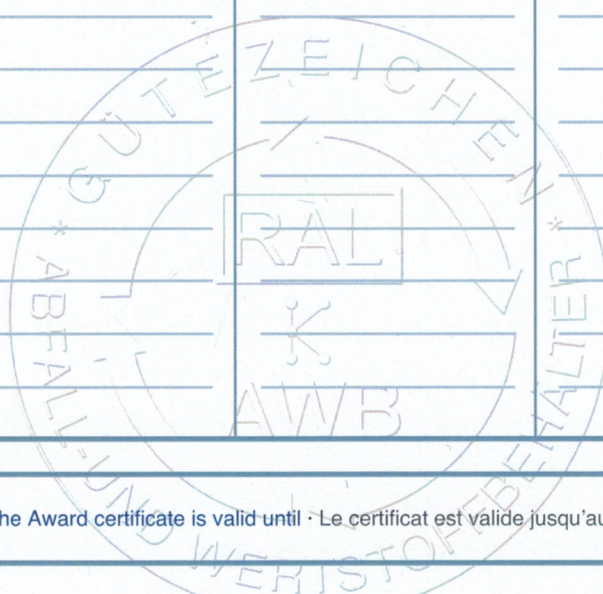 * GÜTEZEICHEN *
RAL
K
AWB
ABFALL- UND WERTSTOFFBEHÄLTER
he Award certificate is valid until · Le certificat est valide jusqu'au